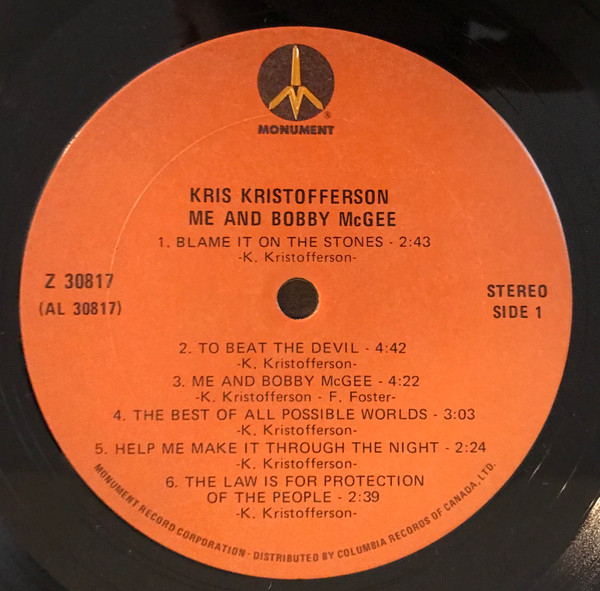 ®
MONUMENT
KRIS KRISTOFFERSON
ME AND BOBBY McGEE
1. BLAME IT ON THE STONES - 2:43
-K. Kristofferson-
Z 30817
(AL 30817)
STEREO
SIDE 1
2. TO BEAT THE DEVIL - 4:42
-K. Kristofferson-
3. ME AND BOBBY McGEE - 4:22
-K. Kristofferson - F. Foster-
4. THE BEST OF ALL POSSIBLE WORLDS - 3:03
-K. Kristofferson-
5. HELP ME MAKE IT THROUGH THE NIGHT - 2:24
-K. Kristofferson-
6. THE LAW IS FOR PROTECTION
OF THE PEOPLE - 2:39
-K. Kristofferson-
MONUMENT RECORD CORPORATION - DISTRIBUTED BY COLUMBIA RECORDS OF CANADA, LTD.